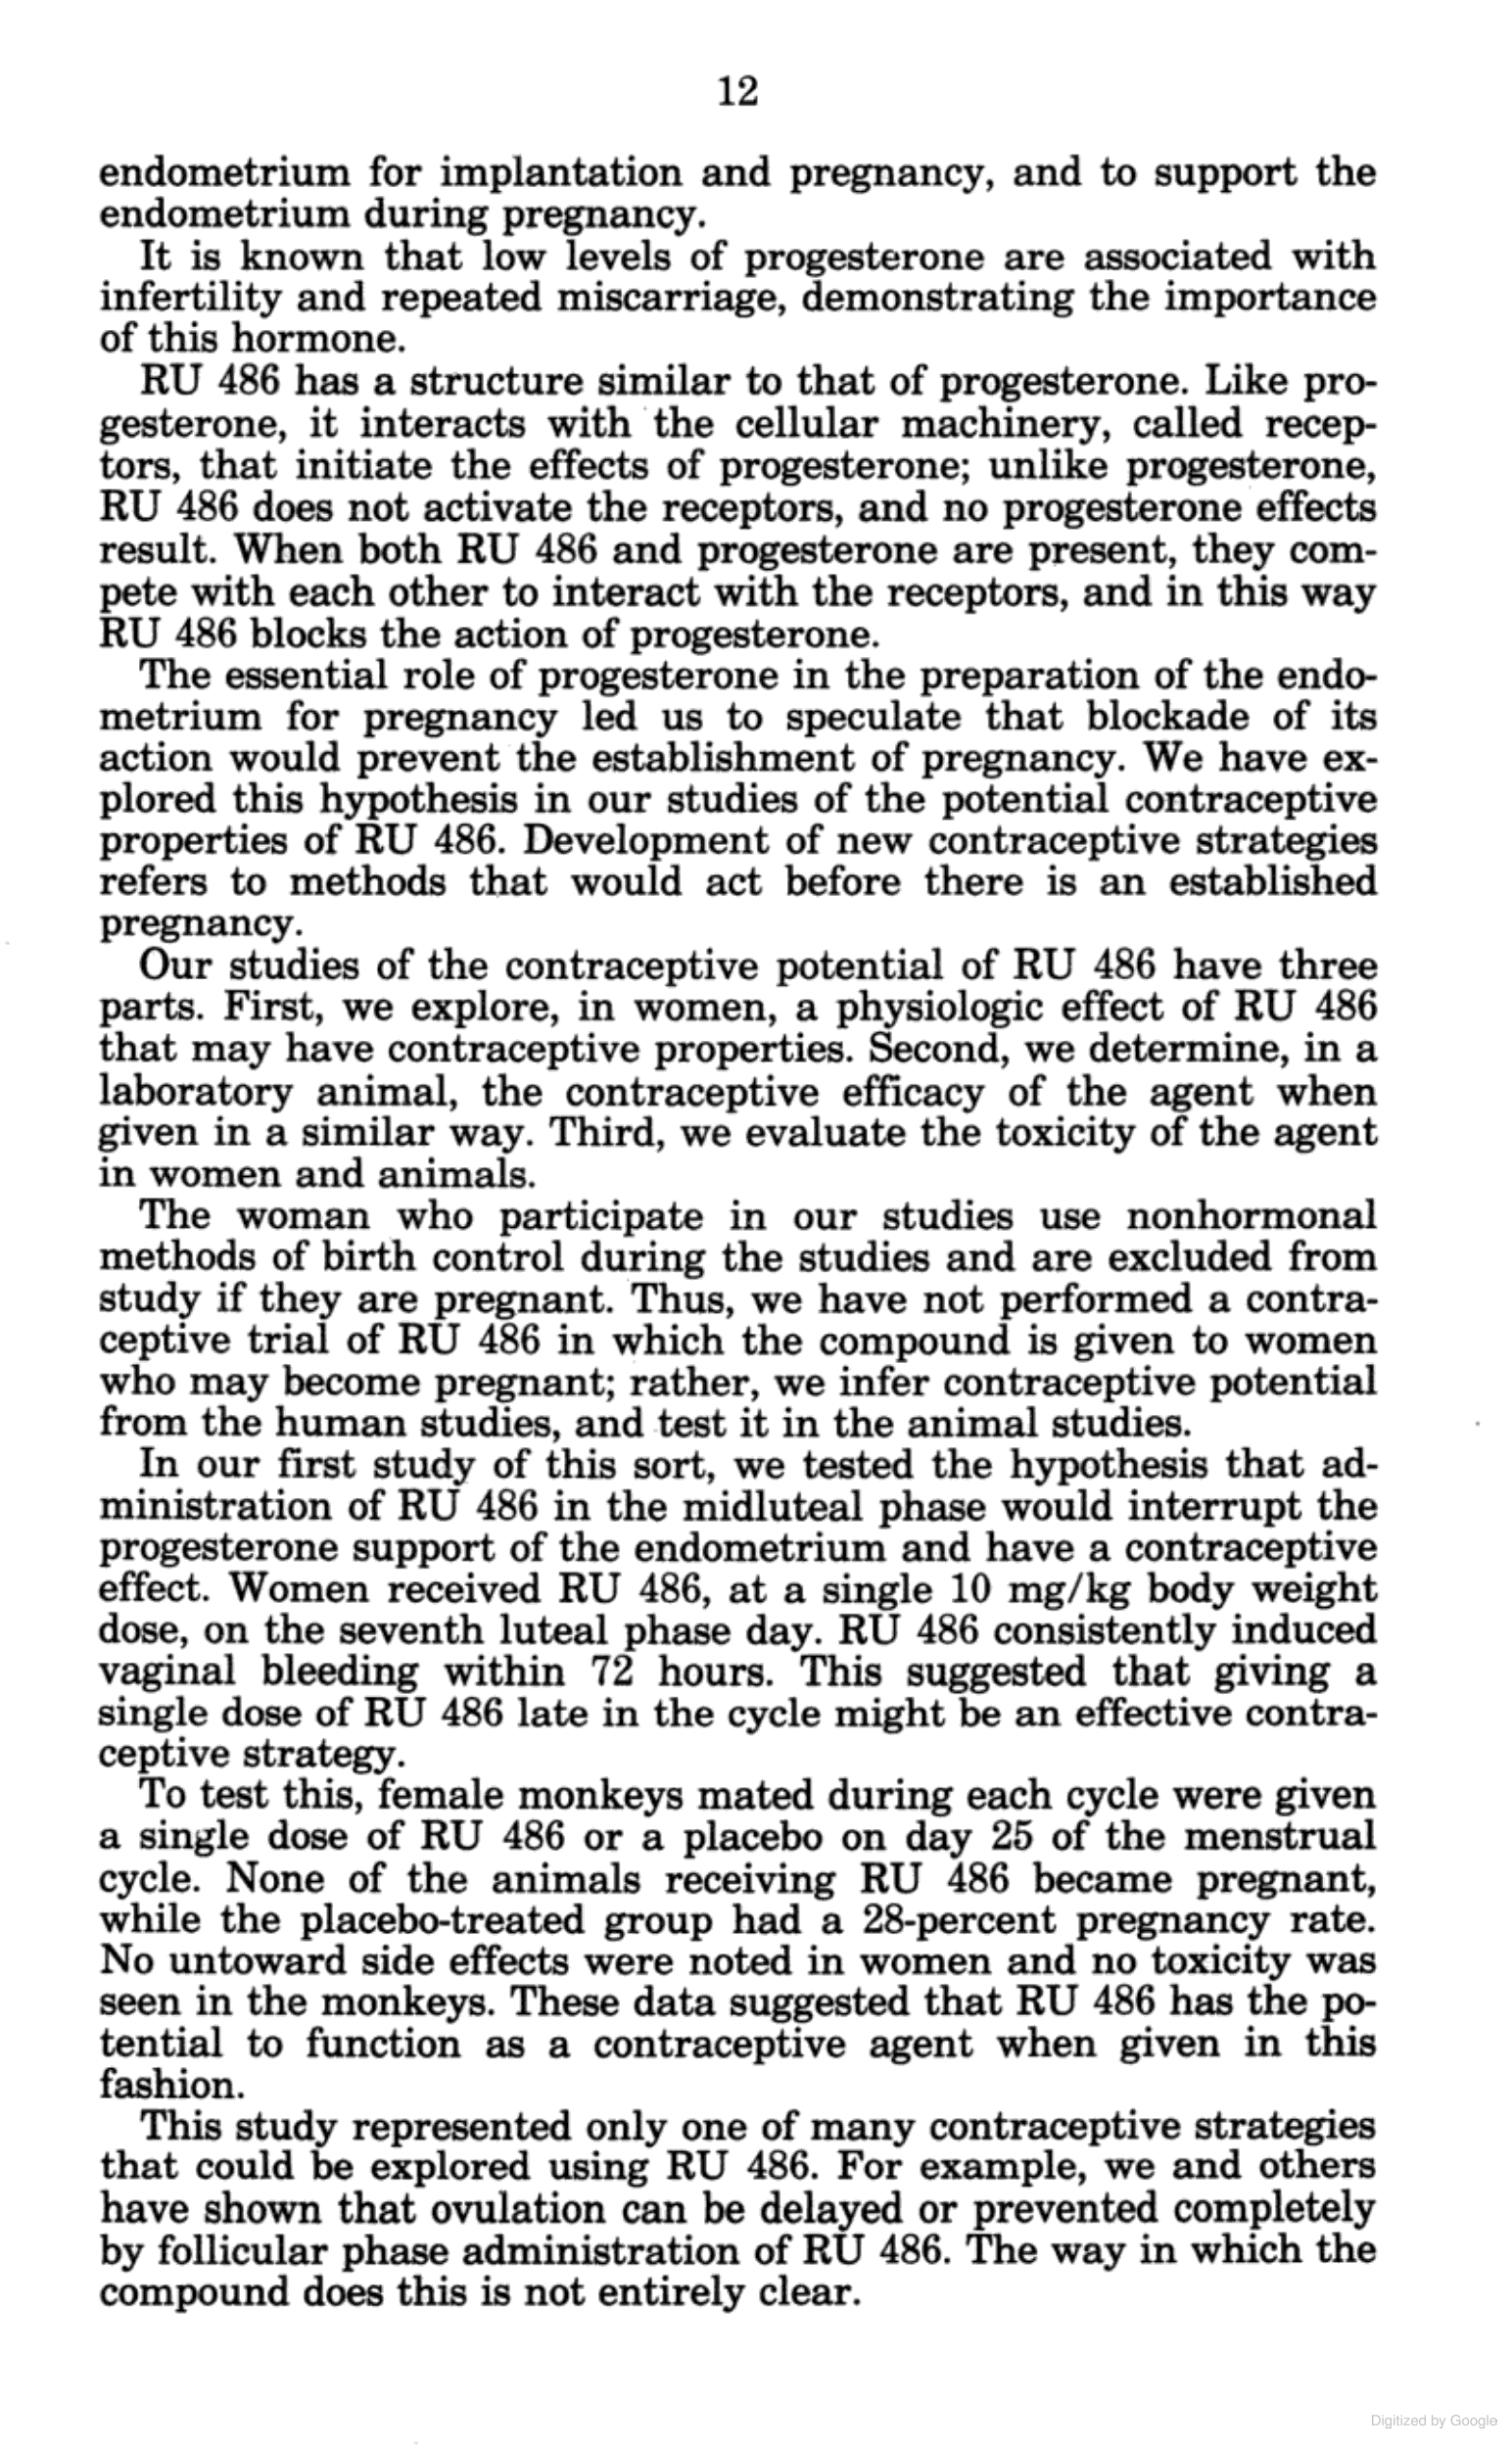 12
endometrium for implantation and pregnancy, and to support the
endometrium during pregnancy.
It is known that low levels of progesterone are associated with
infertility and repeated miscarriage, demonstrating the importance
of this hormone.
RU 486 has a structure similar to that of progesterone. Like pro-
gesterone, it interacts with the cellular machinery, called recep-
tors, that initiate the effects of progesterone; unlike progesterone,
RU 486 does not activate the receptors, and no progesterone effects
result. When both RU 486 and progesterone are present, they com-
pete with each other to interact with the receptors, and in this way
RU 486 blocks the action of progesterone.
The essential role of progesterone in the preparation of the endo-
metrium for pregnancy led us to speculate that blockade of its
action would prevent the establishment of pregnancy. We have ex-
plored this hypothesis in our studies of the potential contraceptive
properties of RU 486. Development of new contraceptive strategies
refers to methods that would act before there is an established
pregnancy.
Our studies of the contraceptive potential of RU 486 have three
parts. First, we explore, in women, a physiologic effect of RU 486
that may have contraceptive properties. Second, we determine, in a
laboratory animal, the contraceptive efficacy of the agent when
given in a similar way. Third, we evaluate the toxicity of the agent
in women and animals.
The woman who participate in our studies use nonhormonal
methods of birth control during the studies and are excluded from
study if they are pregnant. Thus, we have not performed a contra-
ceptive trial of RU 486 in which the compound is given to women
who may become pregnant; rather, we infer contraceptive potential
from the human studies, and test it in the animal studies.
In our first study of this sort, we tested the hypothesis that ad-
ministration of RU 486 in the midluteal phase would interrupt the
progesterone support of the endometrium and have a contraceptive
effect. Women received RU 486, at a single 10 mg/kg body weight
dose, on the seventh luteal phase day. RU 486 consistently induced
vaginal bleeding within 72 hours. This suggested that giving a
single dose of RU 486 late in the cycle might be an effective contra-
ceptive strategy.
To test this, female monkeys mated during each cycle were given
a single dose of RU 486 or a placebo on day 25 of the menstrual
cycle. None of the animals receiving RU 486 became pregnant,
while the placebo-treated group had a 28-percent pregnancy rate.
No untoward side effects were noted in women and no toxicity was
seen in the monkeys. These data suggested that RU 486 has the po-
tential to function as a contraceptive agent when given in this
fashion.
This study represented only one of many contraceptive strategies
that could be explored using RU 486. For example, we and others
have shown that ovulation can be delayed or prevented completely
by follicular phase administration of RU 486. The way in which the
compound does this is not entirely clear.
Digitized by Google